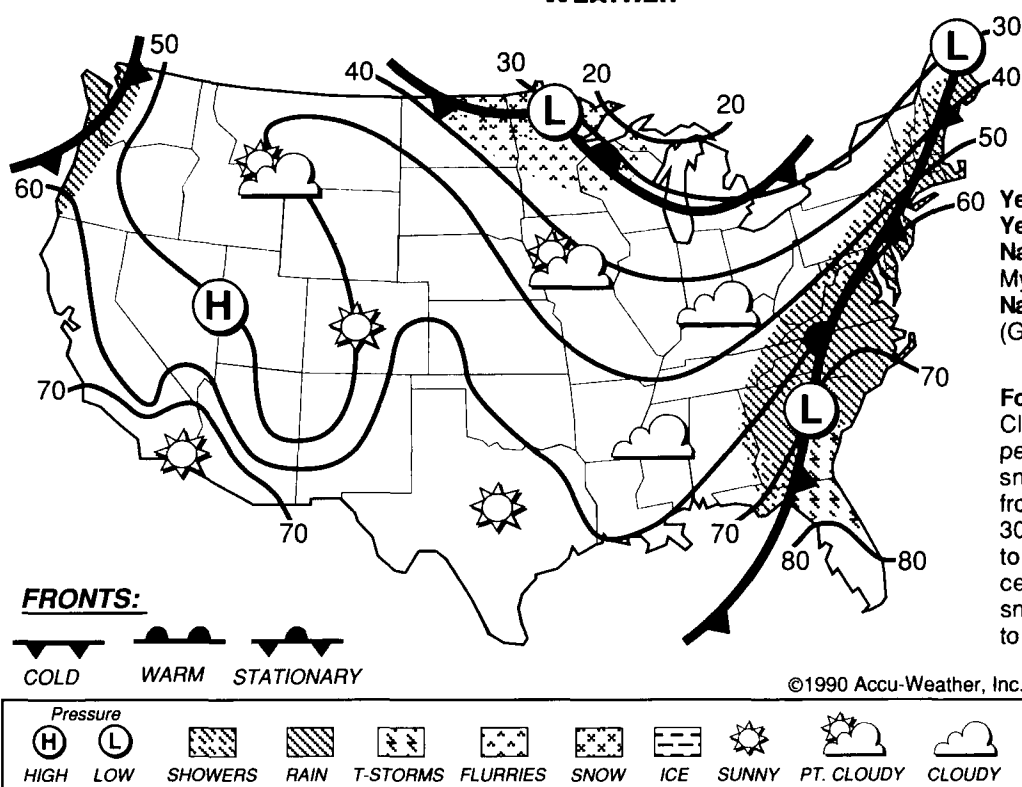 50
30
L
30
40
20
40
L
20
50
60
60
Ye
Ye
Na
My
Na
(G
H
70
70
L
Fo
Cl
pe
sn
fro
30
to
ce
sn
to
70
70
80
80
FRONTS:
COLD
WARM
STATIONARY
©1990 Accu-Weather, Inc.
Pressure
H
L
HIGH
LOW
SHOWERS
RAIN
T-STORMS
FLURRIES
SNOW
ICE
SUNNY
PT. CLOUDY
CLOUDY